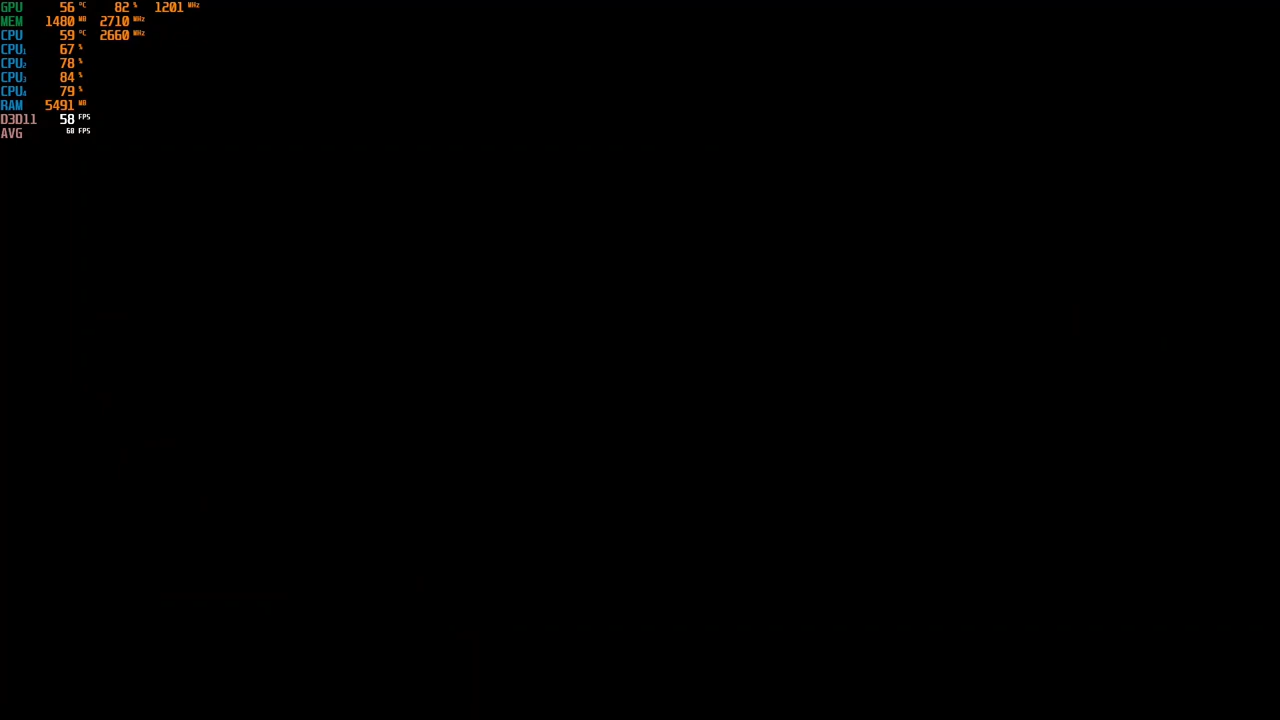 GPU 56 °C 82 % 1201 MHz
MEM 1480 MB 2710 MHz
CPU 59 °C 2660 MHz
CPU₁ 67 %
CPU₂ 78 %
CPU₃ 84 %
CPU₄ 79 %
RAM 5491 MB
D3D11 58 FPS
AVG 60 FPS